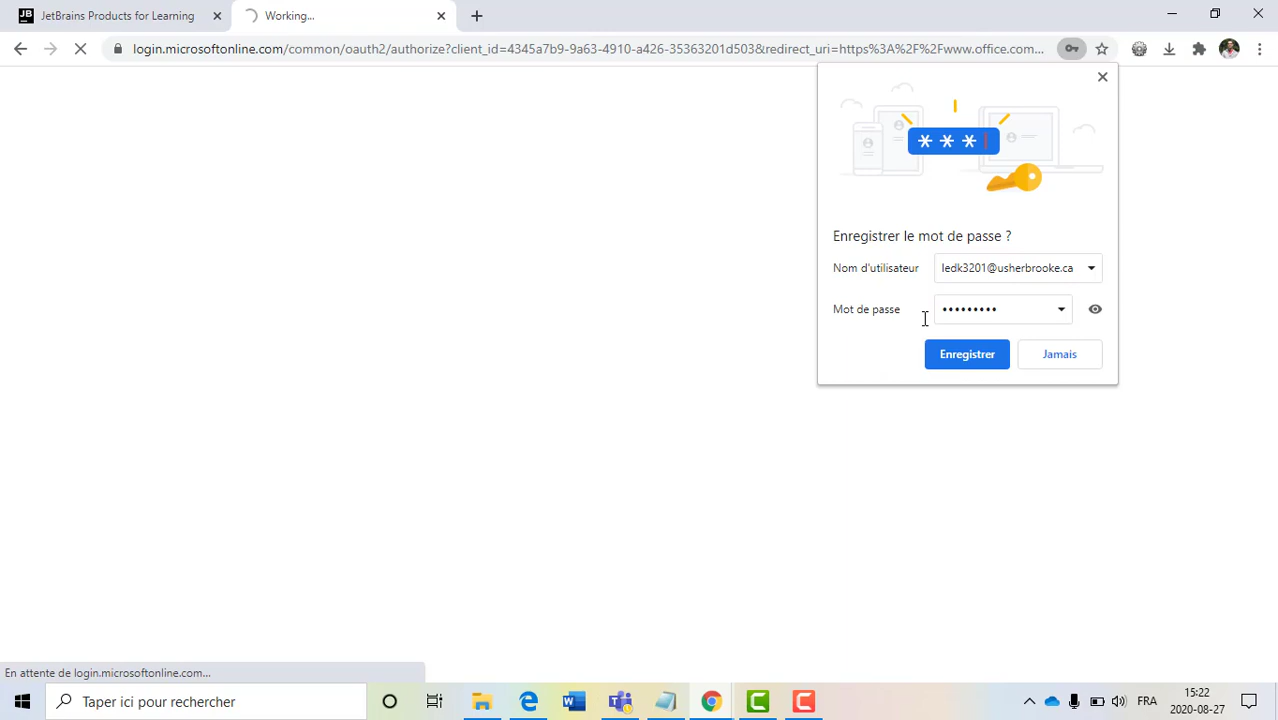 JetBrains Products for Learning
Working...
login.microsoftonline.com/common/oauth2/authorize?client_id=4345a7b9-9a63-4910-a426-35363201d503&redirect_uri=https%3A%2F%2Fwww.office.com...
***
Enregistrer le mot de passe ?
Nom d'utilisateur ledk3201@usherbrooke.ca
Mot de passe •••••••••
Enregistrer Jamais
En attente de login.microsoftonline.com...
Taper ici pour rechercher
FRA
15:22
2020-08-27